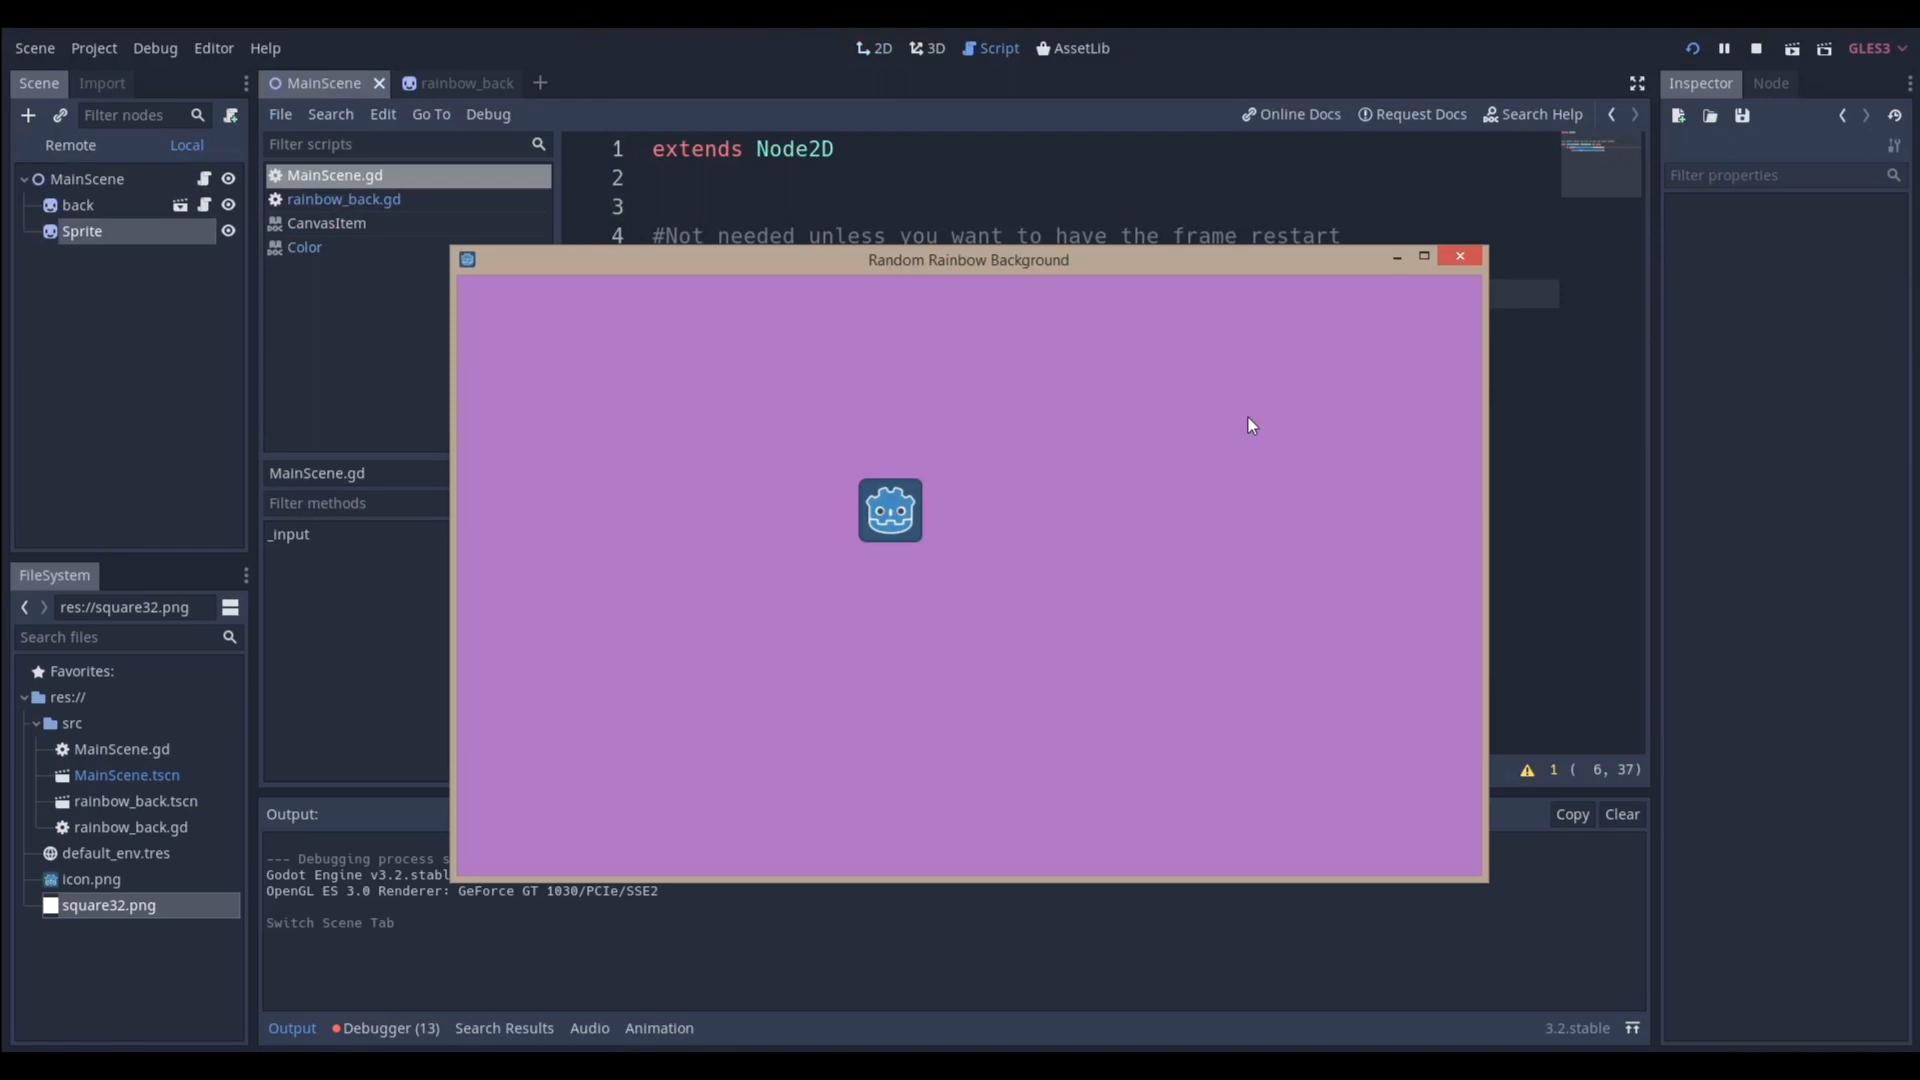 Scene Project Debug Editor Help
2D 3D Script AssetLib
GLES3
Scene Import
MainScene rainbow_back
Inspector Node
Filter nodes
File Search Edit Go To Debug
Online Docs Request Docs Search Help
Remote Local
Filter scripts
1 extends Node2D
2
3
4 #Not needed unless you want to have the frame restart
Filter properties
MainScene
back
Sprite
MainScene.gd
rainbow_back.gd
CanvasItem
Color
Random Rainbow Background
MainScene.gd
Filter methods
_input
FileSystem
res://square32.png
Search files
Favorites:
res://
src
MainScene.gd
MainScene.tscn
rainbow_back.tscn
rainbow_back.gd
default_env.tres
icon.png
square32.png
1 ( 6, 37)
Output:
Copy Clear
--- Debugging process s
Godot Engine v3.2.stabl
OpenGL ES 3.0 Renderer: GeForce GT 1030/PCIe/SSE2
Switch Scene Tab
Output Debugger (13) Search Results Audio Animation
3.2.stable